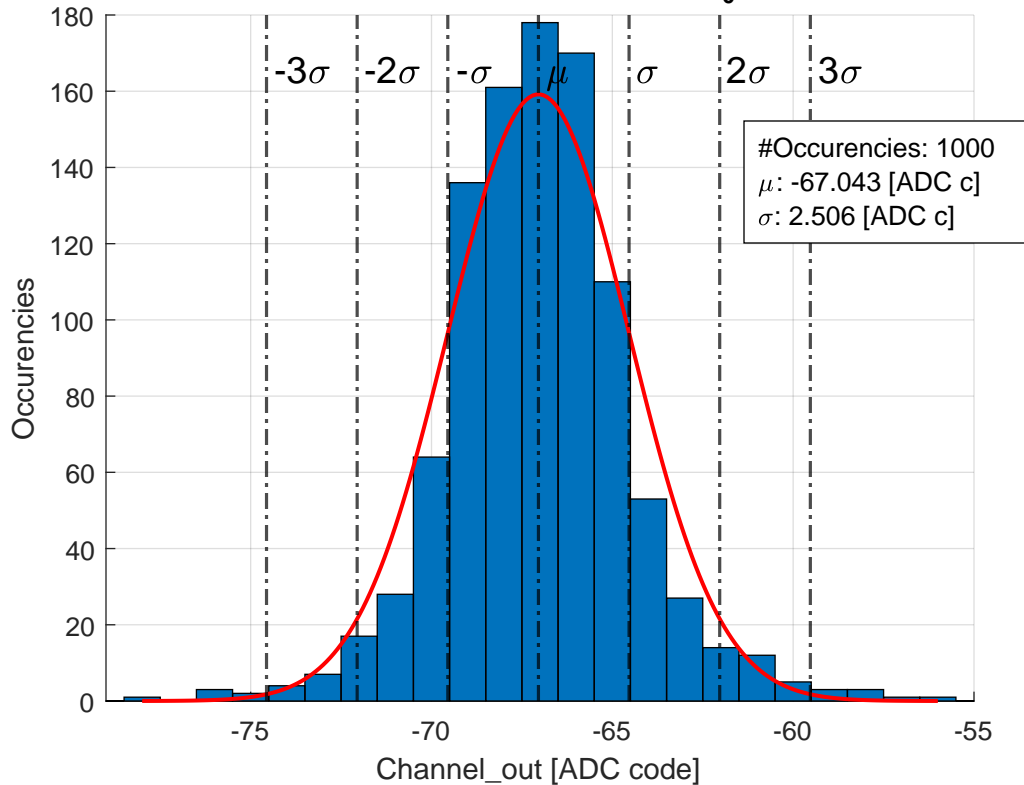 180
160
140
120
100
80
60
40
20
0
-3σ
-2σ
-σ
μ
σ
2σ
3σ
#Occurencies: 1000
μ: -67.043 [ADC c]
σ: 2.506 [ADC c]
Occurencies
-75
-70
-65
-60
-55
Channel_out [ADC code]